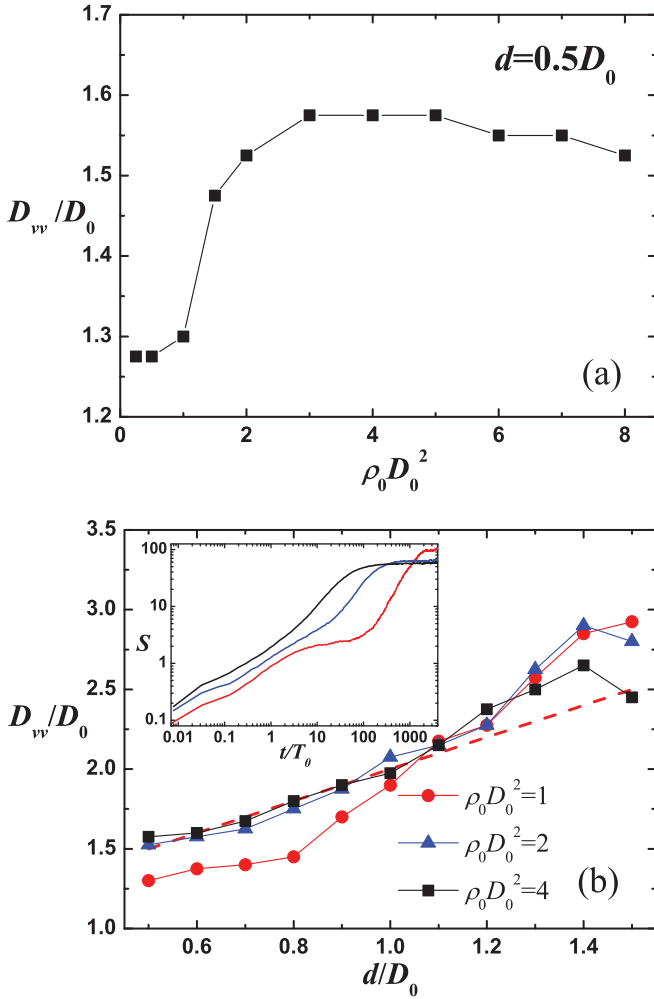 1.7
d=0.5D₀
1.6
1.5
D_vv/D₀
1.4
1.3
(a)
1.2
0 2 4 6 8
ρ₀D₀²
3.5
100
3.0
10
S
1
2.5
0.1
0.01 0.1 1 10 100 1000
D_vv/D₀
t/T₀
2.0
ρ₀D₀²=1
ρ₀D₀²=2
1.5
ρ₀D₀²=4
(b)
1.0
0.6 0.8 1.0 1.2 1.4
d/D₀